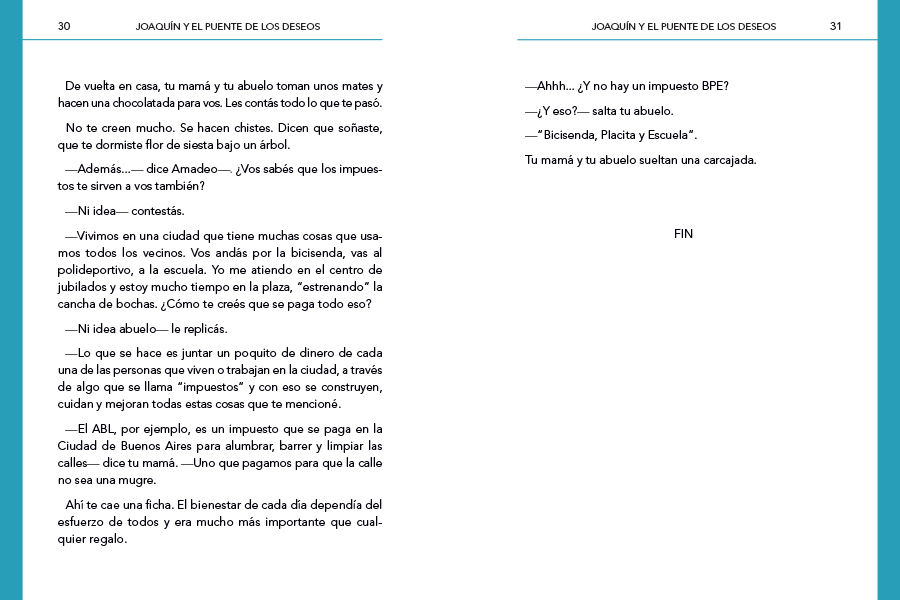 30
JOAQUÍN Y EL PUENTE DE LOS DESEOS
De vuelta en casa, tu mamá y tu abuelo toman unos mates y
hacen una chocolatada para vos. Les contás todo lo que te pasó.
No te creen mucho. Se hacen chistes. Dicen que soñaste,
que te dormiste flor de siesta bajo un árbol.
—Además...— dice Amadeo—. ¿Vos sabés que los impues-
tos te sirven a vos también?
—Ni idea— contestás.
—Vivimos en una ciudad que tiene muchas cosas que usa-
mos todos los vecinos. Vos andás por la bicisenda, vas al
polideportivo, a la escuela. Yo me atiendo en el centro de
jubilados y estoy mucho tiempo en la plaza, “estrenando” la
cancha de bochas. ¿Cómo te creés que se paga todo eso?
—Ni idea abuelo— le replicás.
—Lo que se hace es juntar un poquito de dinero de cada
una de las personas que viven o trabajan en la ciudad, a través
de algo que se llama “impuestos” y con eso se construyen,
cuidan y mejoran todas estas cosas que te mencioné.
—El ABL, por ejemplo, es un impuesto que se paga en la
Ciudad de Buenos Aires para alumbrar, barrer y limpiar las
calles— dice tu mamá. —Uno que pagamos para que la calle
no sea una mugre.
Ahí te cae una ficha. El bienestar de cada día dependía del
esfuerzo de todos y era mucho más importante que cual-
quier regalo.
JOAQUÍN Y EL PUENTE DE LOS DESEOS
31
—Ahhh... ¿Y no hay un impuesto BPE?
—¿Y eso?— salta tu abuelo.
—“Bicisenda, Placita y Escuela”.
Tu mamá y tu abuelo sueltan una carcajada.
FIN